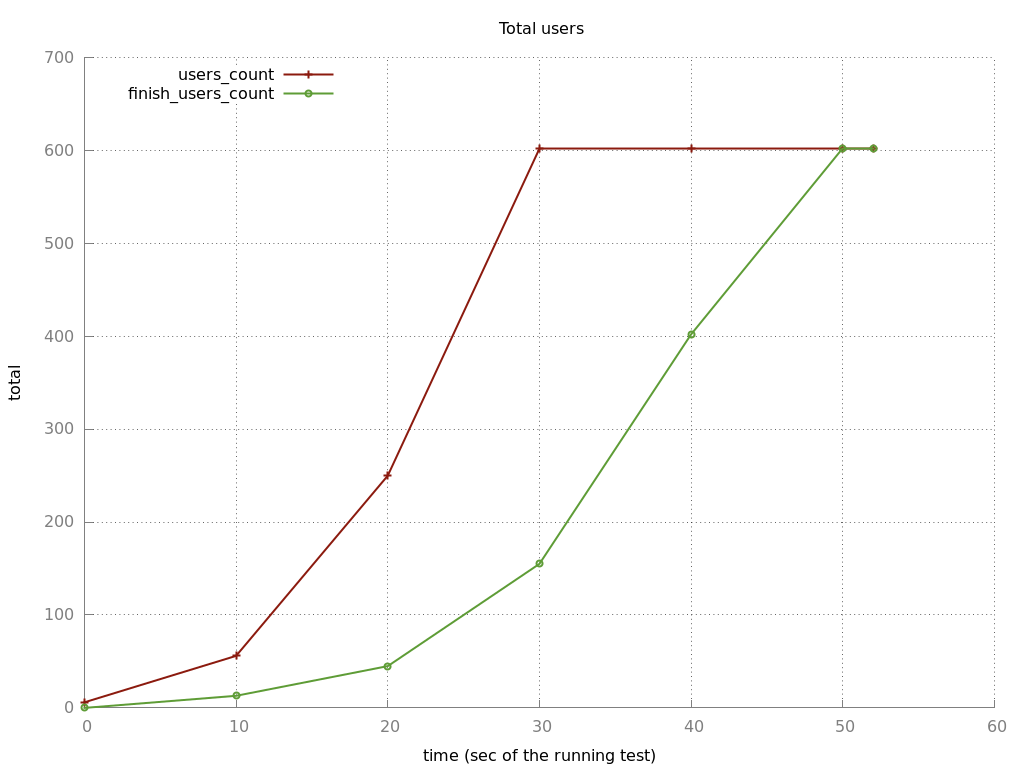 Total users
700
users_count
finish_users_count
600
500
400
total
300
200
100
0
0 10 20 30 40 50 60
time (sec of the running test)